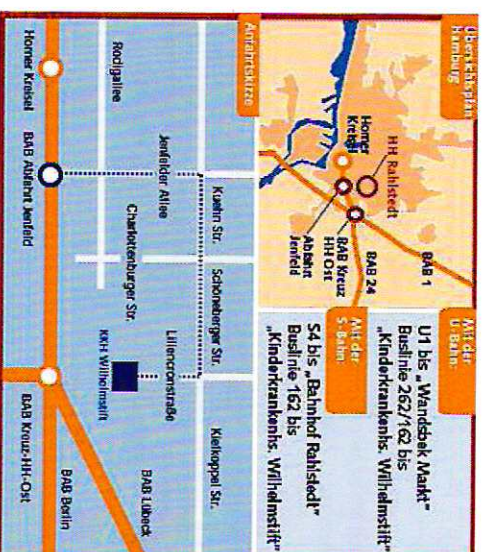 Übersichtsplan
Hamburg
HH Rahlstedt
Horner
Kreisel
BAB 1
BAB 24
BAB Kreuz
HH Ost
Abfahrt
Jenfeld
Mit der
U-Bahn:
U1 bis „Wandsbek Markt"
Buslinie 262/162 bis
„Kinderkrankenhs. Wilhelmstift"
Mit der
S-Bahn:
S4 bis „Bahnhof Rahlstedt"
Buslinie 162 bis
„Kinderkrankenhs. Wilhelmstift"
Anfahrtskizze
Kuehn Str.
Schöneberger Str.
Kielkoppel Str.
Rodigallee
Jenfelder Allee
Charlottenburger Str.
Liliencronstraße
KKH Wilhelmstift
Horner Kreisel
BAB Abfahrt Jenfeld
BAB Kreuz-HH-Ost
BAB Lübeck
BAB Berlin